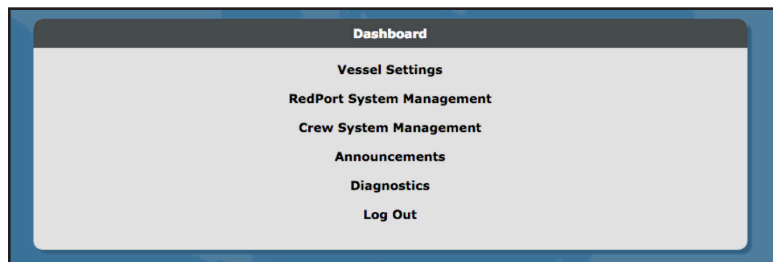 Dashboard
Vessel Settings
RedPort System Management
Crew System Management
Announcements
Diagnostics
Log Out